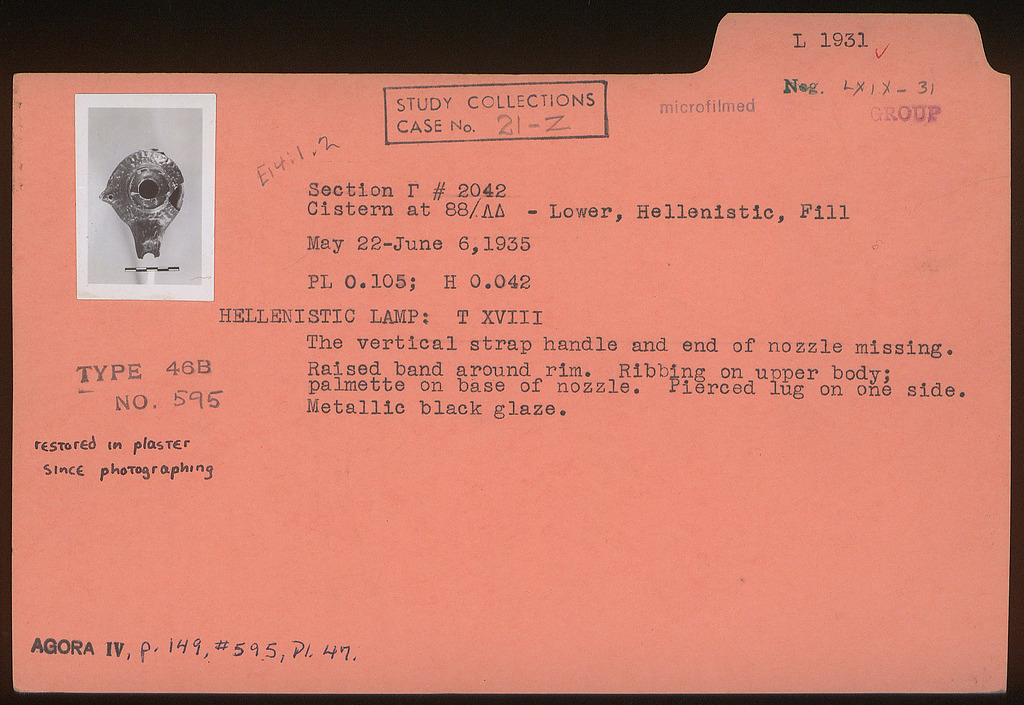 L 1931
Neg. LXIX-31
GROUP
microfilmed
STUDY COLLECTIONS
CASE No. 21-Z
E14:1.2
Section Γ # 2042
Cistern at 88/ΛΔ - Lower, Hellenistic, Fill
May 22-June 6,1935
PL 0.105; H 0.042
HELLENISTIC LAMP: T XVIII
The vertical strap handle and end of nozzle missing.
Raised band around rim. Ribbing on upper body;
palmette on base of nozzle. Pierced lug on one side.
Metallic black glaze.
TYPE 46B
NO. 595
restored in plaster
since photographing
AGORA IV, p. 149, #595, Pl. 47.